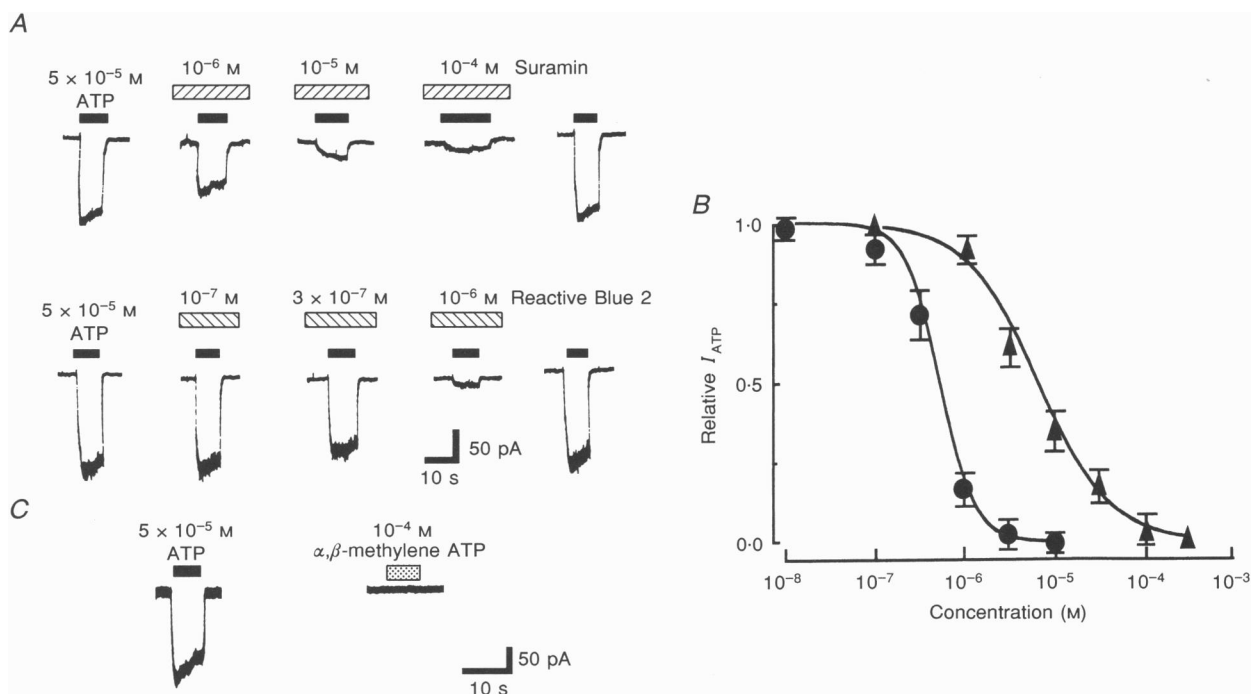 A
5 × 10⁻⁵ M
ATP
10⁻⁶ M
10⁻⁵ M
10⁻⁴ M
Suramin
5 × 10⁻⁵ M
ATP
10⁻⁷ M
3 × 10⁻⁷ M
10⁻⁶ M
Reactive Blue 2
50 pA
10 s
B
Relative I_ATP
1·0
0·5
0·0
10⁻⁸
10⁻⁷
10⁻⁶
10⁻⁵
10⁻⁴
10⁻³
Concentration (M)
C
5 × 10⁻⁵ M
ATP
10⁻⁴ M
α,β-methylene ATP
50 pA
10 s